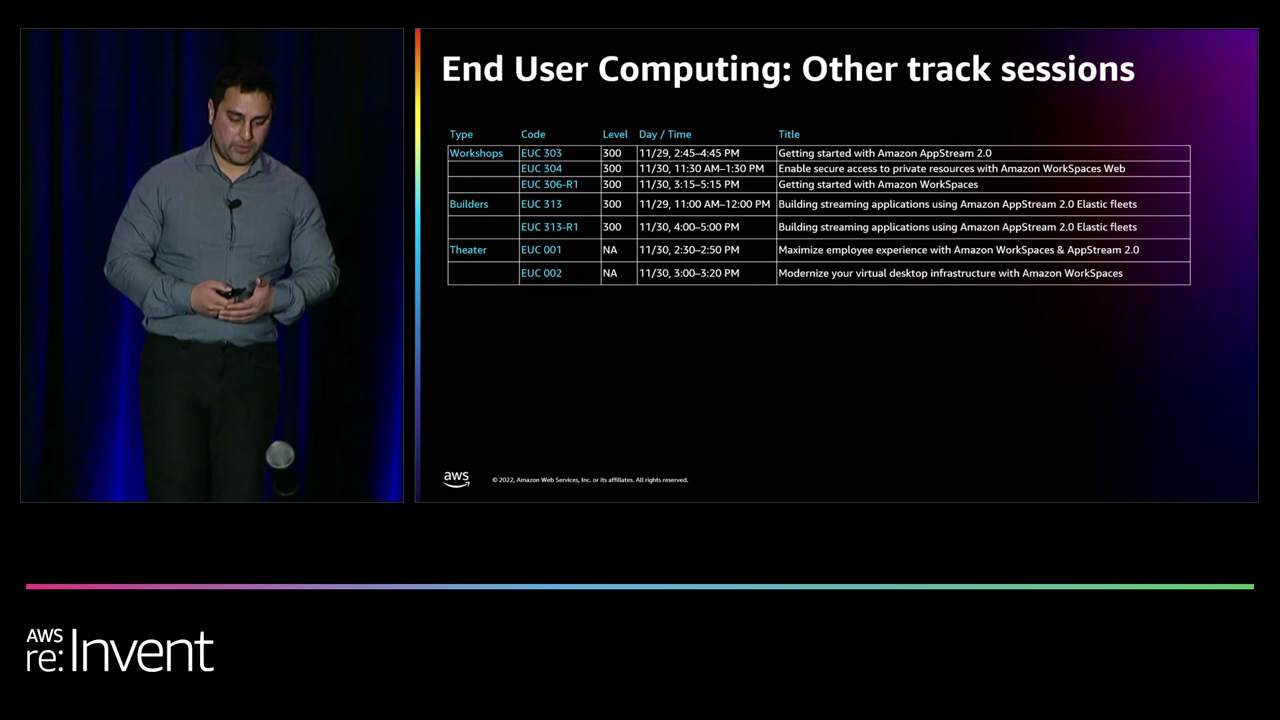 End User Computing: Other track sessions
Type Code Level Day / Time Title
Workshops EUC 303 300 11/29, 2:45–4:45 PM Getting started with Amazon AppStream 2.0
EUC 304 300 11/30, 11:30 AM–1:30 PM Enable secure access to private resources with Amazon WorkSpaces Web
EUC 306-R1 300 11/30, 3:15–5:15 PM Getting started with Amazon WorkSpaces
Builders EUC 313 300 11/29, 11:00 AM–12:00 PM Building streaming applications using Amazon AppStream 2.0 Elastic fleets
EUC 313-R1 300 11/30, 4:00–5:00 PM Building streaming applications using Amazon AppStream 2.0 Elastic fleets
Theater EUC 001 NA 11/30, 2:30–2:50 PM Maximize employee experience with Amazon WorkSpaces & AppStream 2.0
EUC 002 NA 11/30, 3:00–3:20 PM Modernize your virtual desktop infrastructure with Amazon WorkSpaces
aws © 2022, Amazon Web Services, Inc. or its affiliates. All rights reserved.
AWS
re:Invent